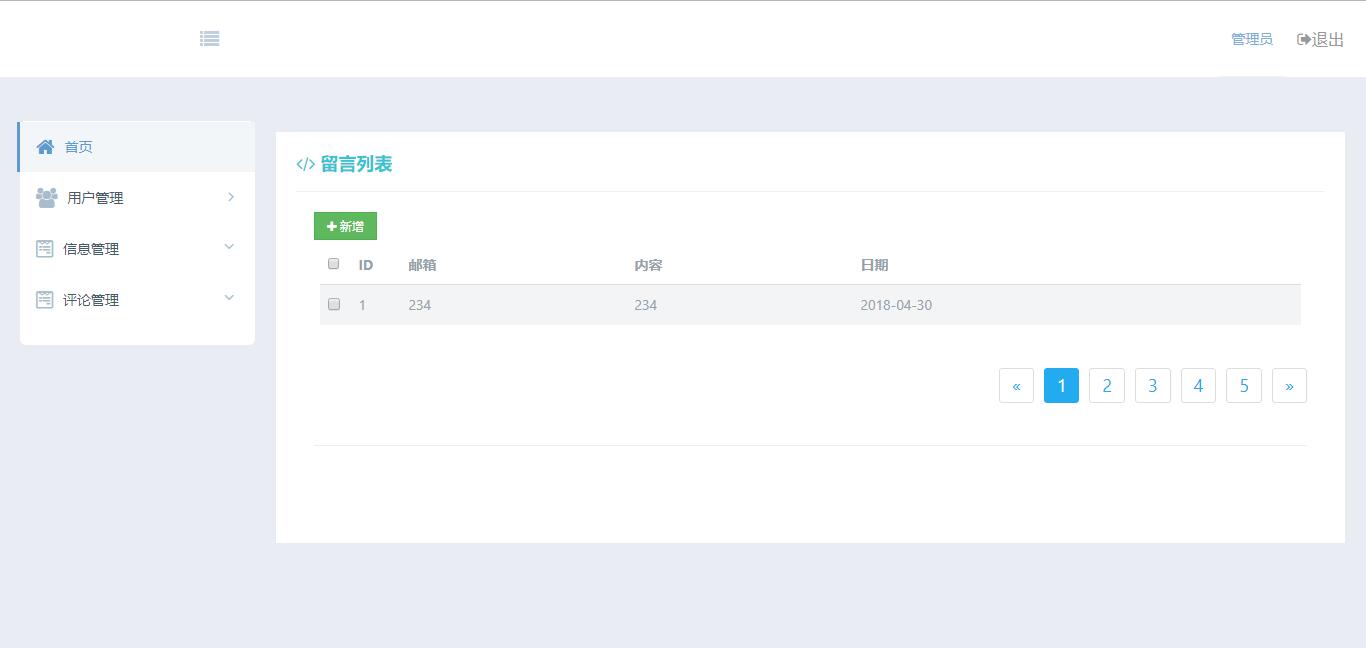 管理员 退出
首页
用户管理
信息管理
评论管理
</> 留言列表
新增
ID 邮箱 内容 日期
1 234 234 2018-04-30
« 1 2 3 4 5 »